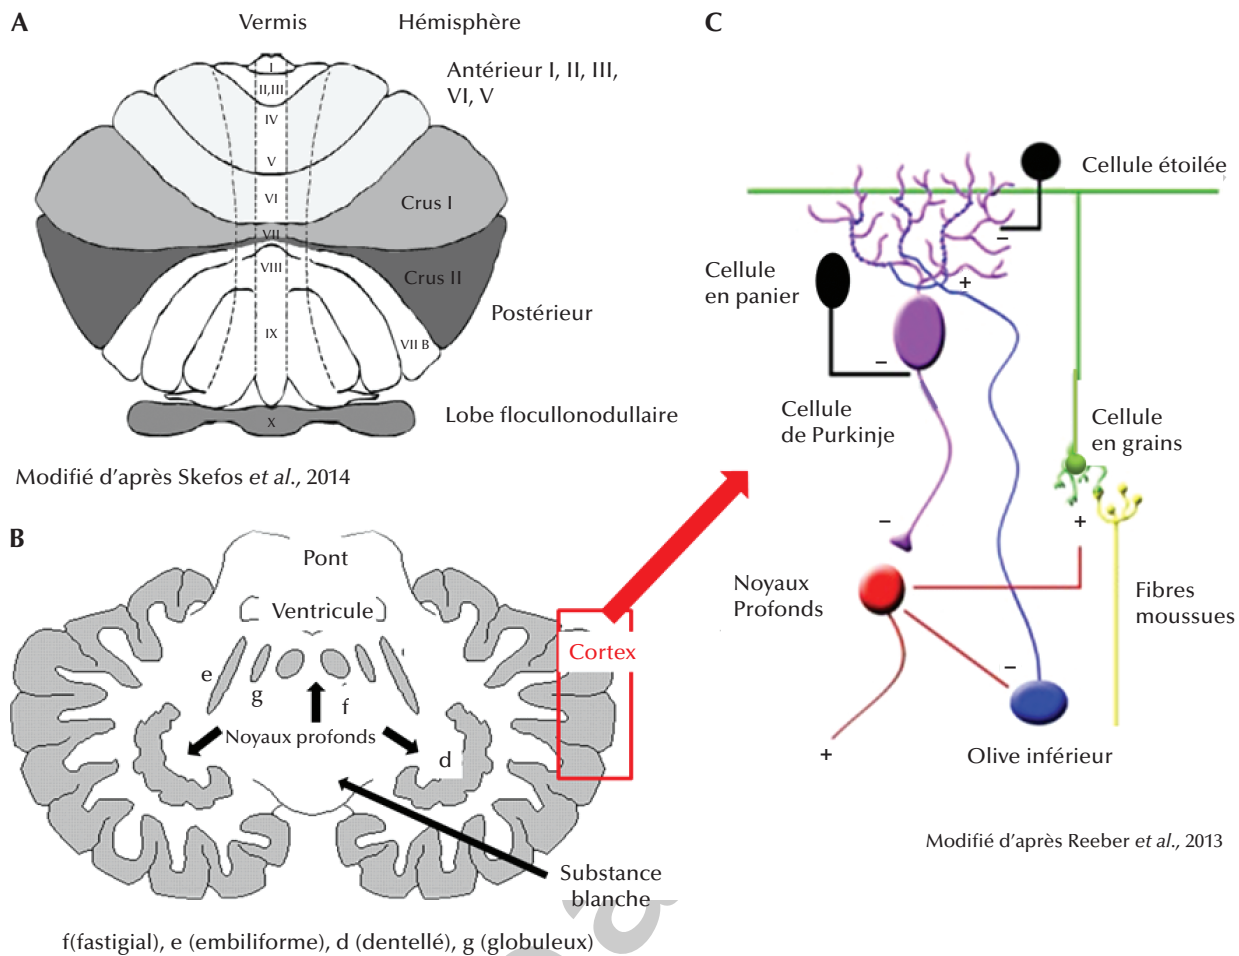 A
Vermis
Hémisphère
I
II,III
IV
V
VI
VII
VIII
IX
X
Crus I
Crus II
VII B
Antérieur I, II, III,
VI, V
Postérieur
Lobe flocullonodullaire
Modifié d'après Skefos et al., 2014
B
Pont
Ventricule
Cortex
e
g
f
d
Noyaux profonds
Substance
blanche
f(fastigial), e (embiliforme), d (dentellé), g (globuleux)
C
Cellule étoilée
–
Cellule
en panier
+
–
Cellule
de Purkinje
Cellule
en grains
–
+
Noyaux
Profonds
Fibres
moussues
–
+
Olive inférieur
Modifié d'après Reeber et al., 2013